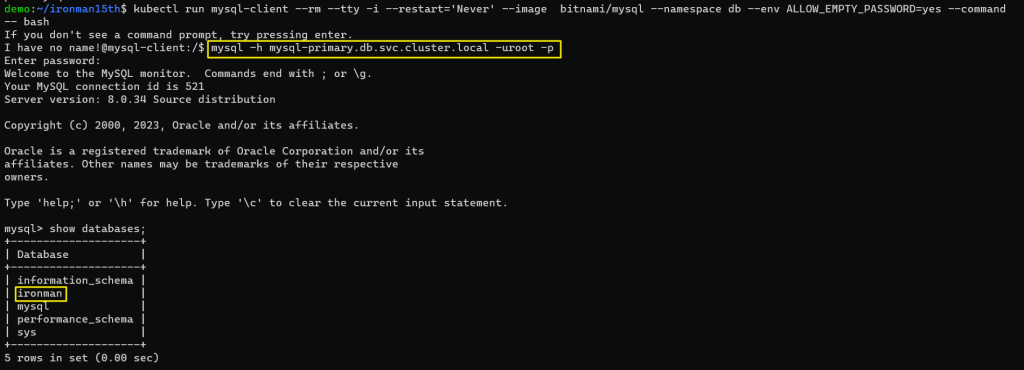 demo:~/ironman15th$ kubectl run mysql-client --rm --tty -i --restart='Never' --image  bitnami/mysql --namespace db --env ALLOW_EMPTY_PASSWORD=yes --command
-- bash
If you don't see a command prompt, try pressing enter.
I have no name!@mysql-client:/$ mysql -h mysql-primary.db.svc.cluster.local -uroot -p
Enter password:
Welcome to the MySQL monitor.  Commands end with ; or \g.
Your MySQL connection id is 521
Server version: 8.0.34 Source distribution

Copyright (c) 2000, 2023, Oracle and/or its affiliates.

Oracle is a registered trademark of Oracle Corporation and/or its
affiliates. Other names may be trademarks of their respective
owners.

Type 'help;' or '\h' for help. Type '\c' to clear the current input statement.

mysql> show databases;
+--------------------+
| Database           |
+--------------------+
| information_schema |
| ironman            |
| mysql              |
| performance_schema |
| sys                |
+--------------------+
5 rows in set (0.00 sec)